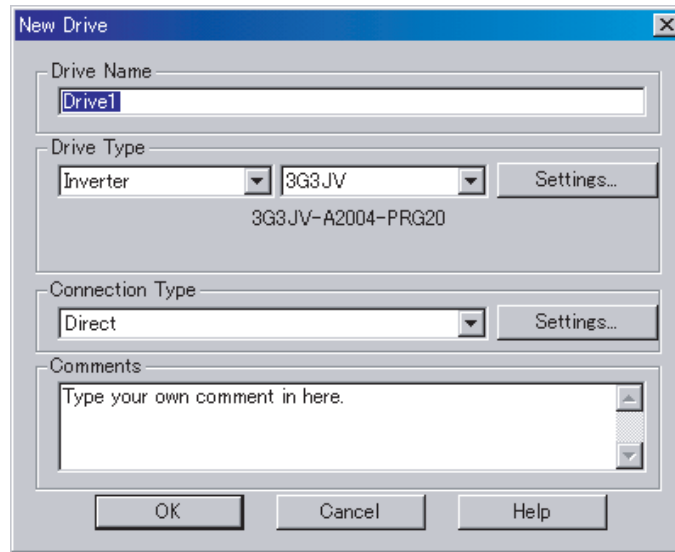 New Drive
Drive Name
Drive1
Drive Type
Inverter 3G3JV Settings...
3G3JV-A2004-PRG20
Connection Type
Direct Settings...
Comments
Type your own comment in here.
OK Cancel Help